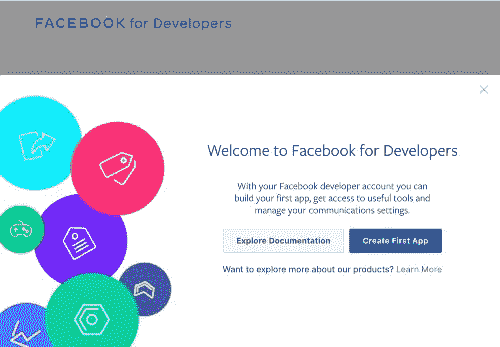 FACEBOOK for Developers
Welcome to Facebook for Developers
With your Facebook developer account you can
build your first app, get access to useful tools and
manage your communications settings.
Explore Documentation
Create First App
Want to explore more about our products? Learn More